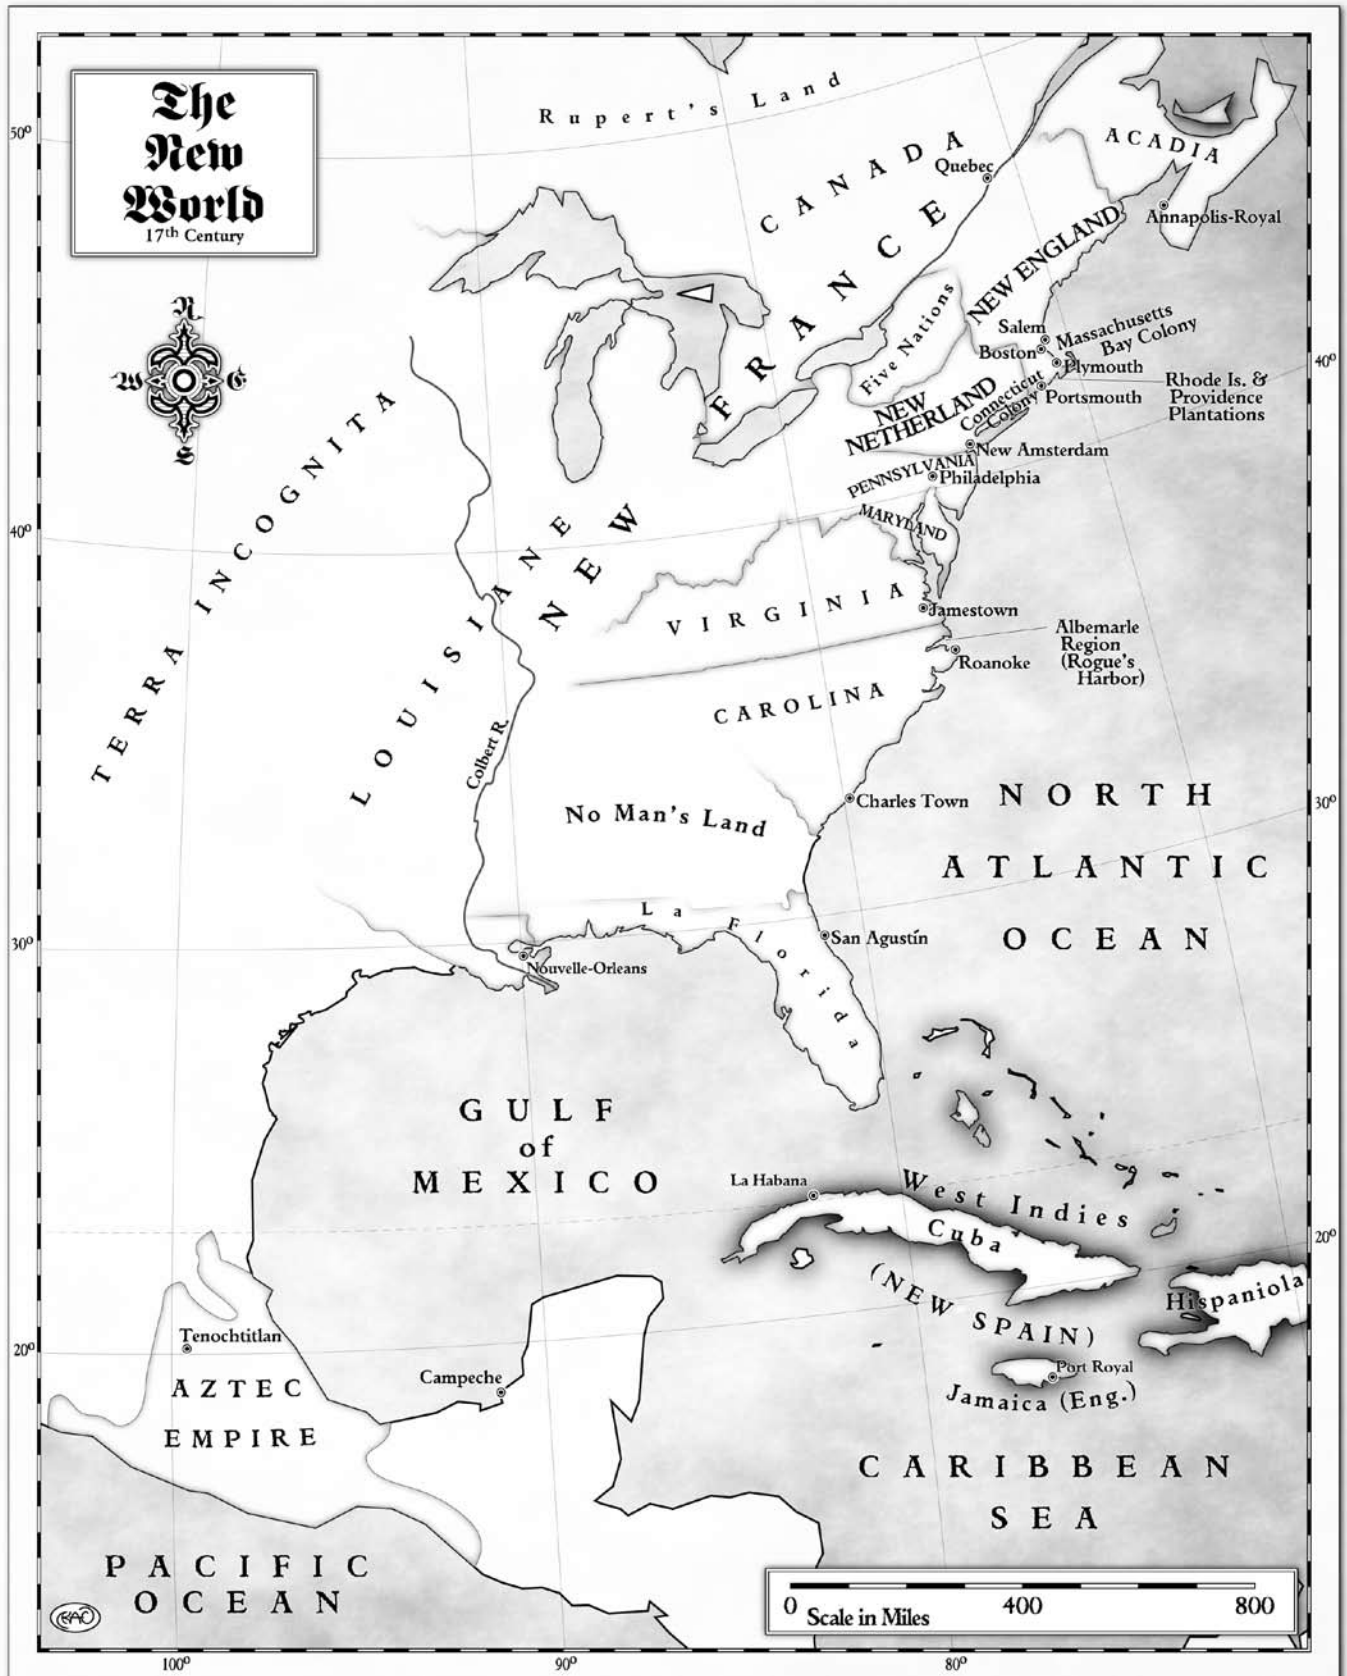 The
New
World
17th Century
N
W
E
S
50°
40°
30°
20°
40°
30°
20°
100°
90°
80°
Rupert's Land
CANADA
Quebec
ACADIA
Annapolis-Royal
NEW ENGLAND
NEW FRANCE
Five Nations
Salem
Boston
Massachusetts
Bay Colony
Plymouth
Rhode Is. &
Providence
Plantations
Portsmouth
Connecticut
Colony
NEW
NETHERLAND
New Amsterdam
PENNSYLVANIA
Philadelphia
MARYLAND
VIRGINIA
Jamestown
Albemarle
Region
(Rogue's
Harbor)
Roanoke
CAROLINA
TERRA INCOGNITA
LOUISIANE
Colbert R.
No Man's Land
Charles Town
NORTH
ATLANTIC
OCEAN
La Florida
San Agustín
Nouvelle-Orleans
GULF
of
MEXICO
La Habana
West Indies
Cuba
(NEW SPAIN)
Hispaniola
Port Royal
Jamaica (Eng.)
Tenochtitlan
AZTEC
EMPIRE
Campeche
CARIBBEAN
SEA
PACIFIC
OCEAN
0 400 800
Scale in Miles